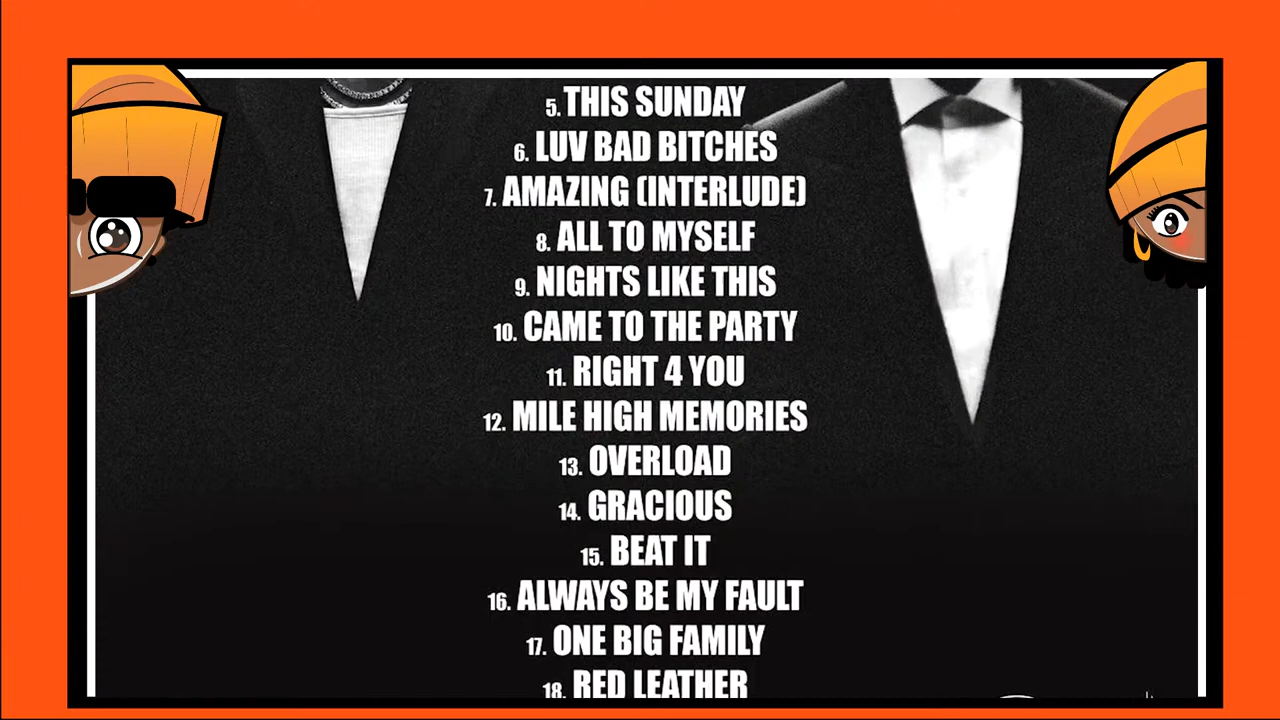 5. THIS SUNDAY
6. LUV BAD BITCHES
7. AMAZING (INTERLUDE)
8. ALL TO MYSELF
9. NIGHTS LIKE THIS
10. CAME TO THE PARTY
11. RIGHT 4 YOU
12. MILE HIGH MEMORIES
13. OVERLOAD
14. GRACIOUS
15. BEAT IT
16. ALWAYS BE MY FAULT
17. ONE BIG FAMILY
18. RED LEATHER